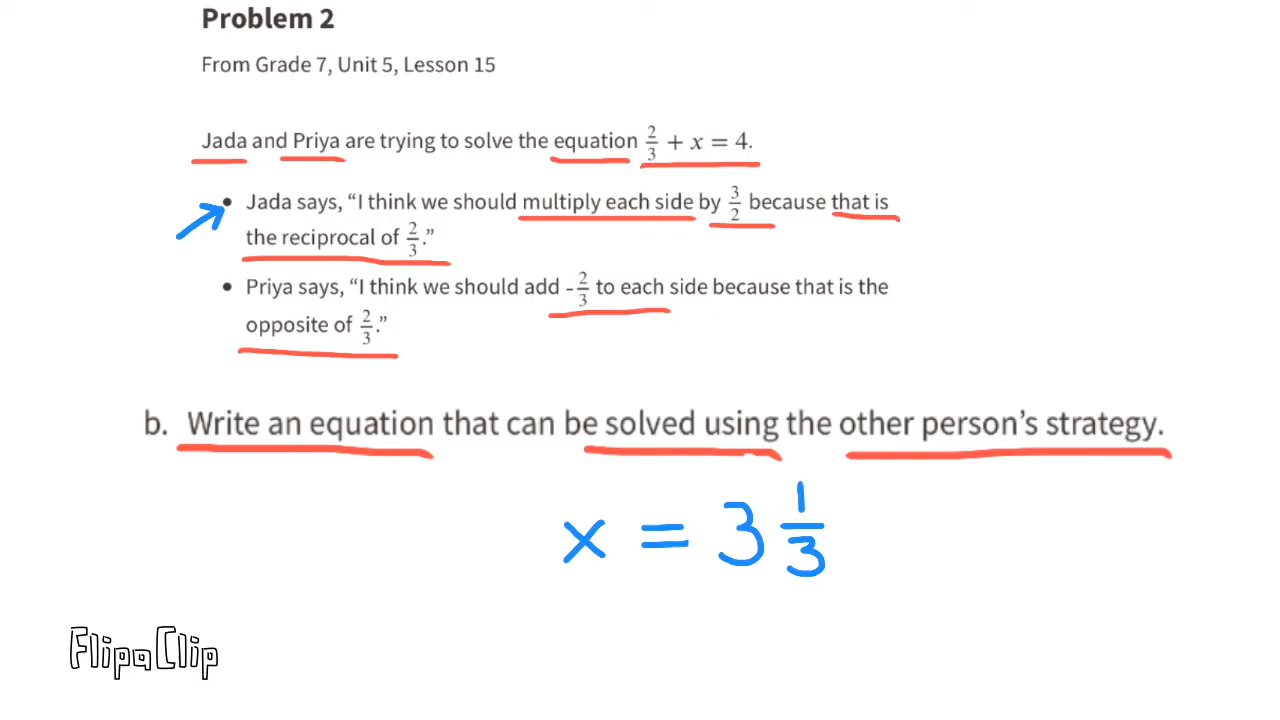 Problem 2
From Grade 7, Unit 5, Lesson 15
Jada and Priya are trying to solve the equation 2/3 + x = 4.
• Jada says, “I think we should multiply each side by 3/2 because that is
the reciprocal of 2/3.”
• Priya says, “I think we should add -2/3 to each side because that is the
opposite of 2/3.”
b. Write an equation that can be solved using the other person’s strategy.
x = 3 1/3
FlipaClip